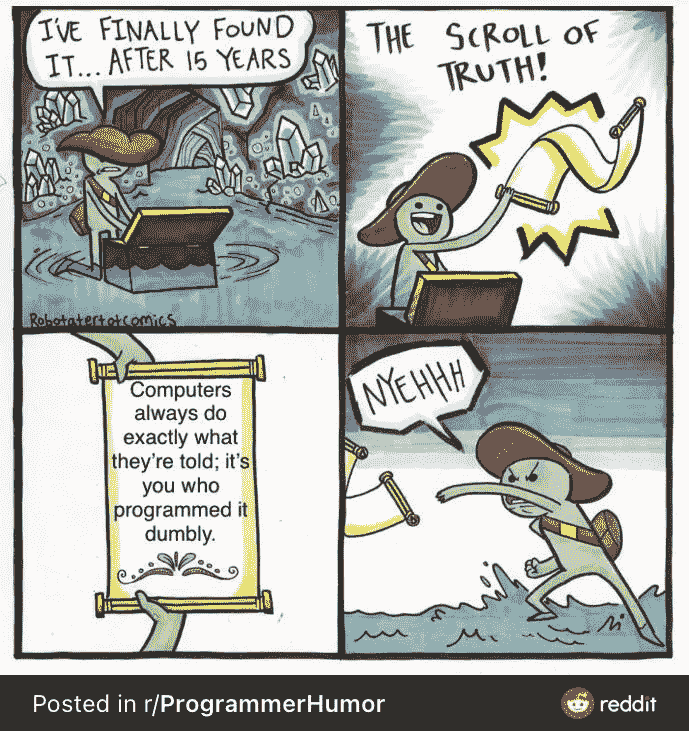 I'VE FINALLY FOUND
IT... AFTER 15 YEARS
THE SCROLL OF
TRUTH!
Robotatertotcomics
Computers
always do
exactly what
they're told; it's
you who
programmed it
dumbly.
NYEHHH
Posted in r/ProgrammerHumor
reddit